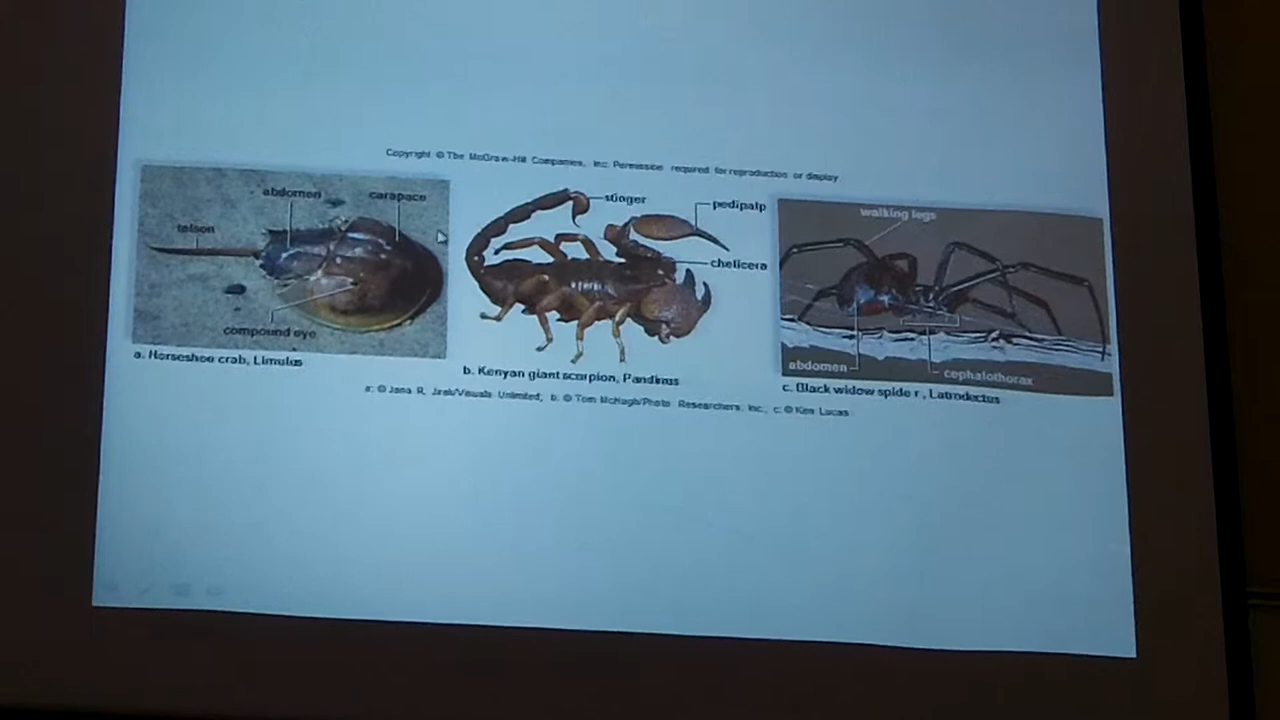 Copyright © The McGraw-Hill Companies, Inc. Permission required for reproduction or display
abdomen
carapace
telson
compound eye
a. Horseshoe crab, Limulus
stinger
pedipalp
chelicera
b. Kenyan giant scorpion, Pandinus
walking legs
abdomen
cephalothorax
c. Black widow spider, Latrodectus
a: © Jana R. Jirak/Visuals Unlimited; b: © Tom McHugh/Photo Researchers, Inc.; c: © Ken Lucas